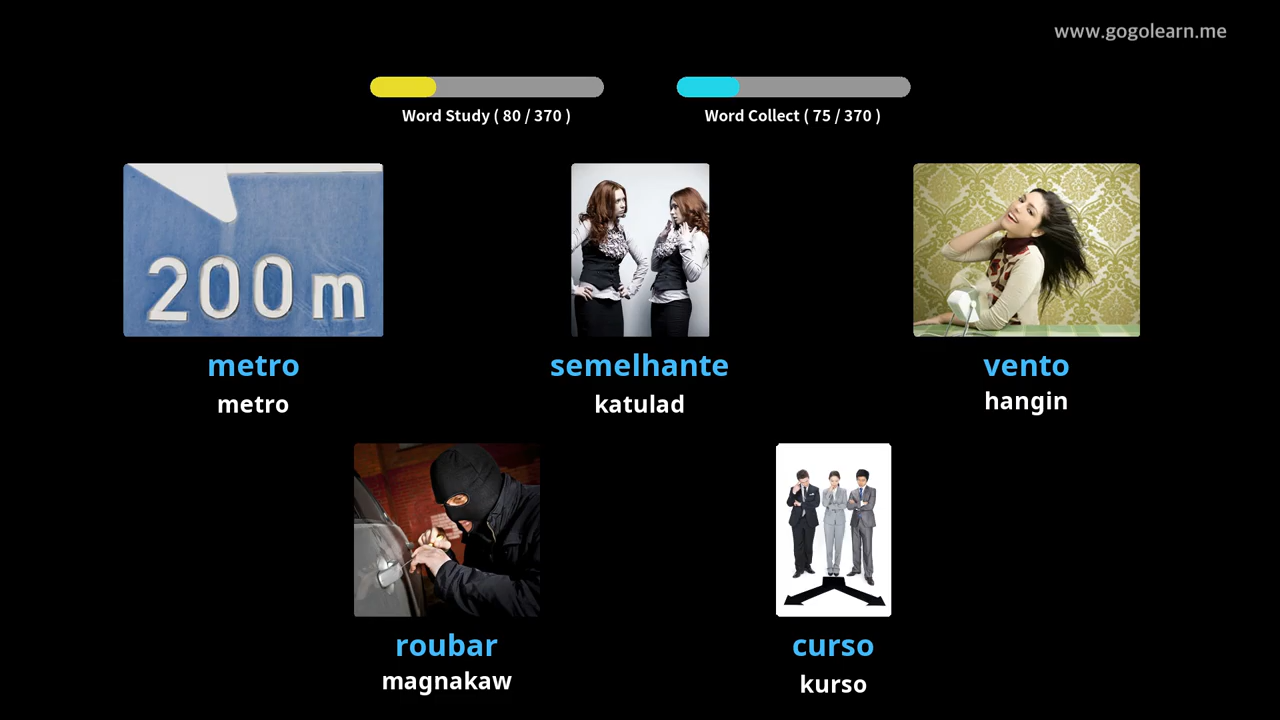 www.gogolearn.me
Word Study ( 80 / 370 )
Word Collect ( 75 / 370 )
200 m
metro
metro
semelhante
katulad
vento
hangin
roubar
magnakaw
curso
kurso